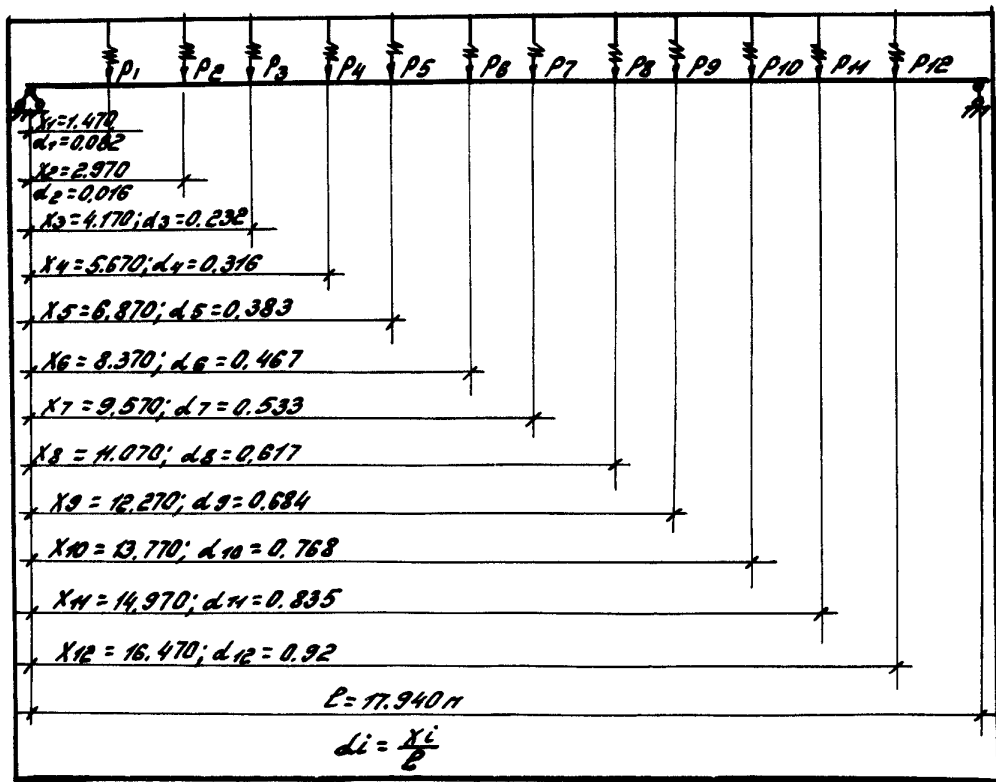 P1 P2 P3 P4 P5 P6 P7 P8 P9 P10 P11 P12
X1=1.470
α1=0.082
X2=2.970
α2=0,016
X3=4.170; α3=0.232
X4=5.670; α4=0.316
X5=6.870; α5=0.383
X6=8.370; α6=0.467
X7=9.570; α7=0.533
X8=11.070; α8=0.617
X9=12.270; α9=0.684
X10=13.770; α10=0.768
X11=14.970; α11=0.835
X12=16.470; α12=0.92
ℓ=17.940 м
αi = Xi/ℓ